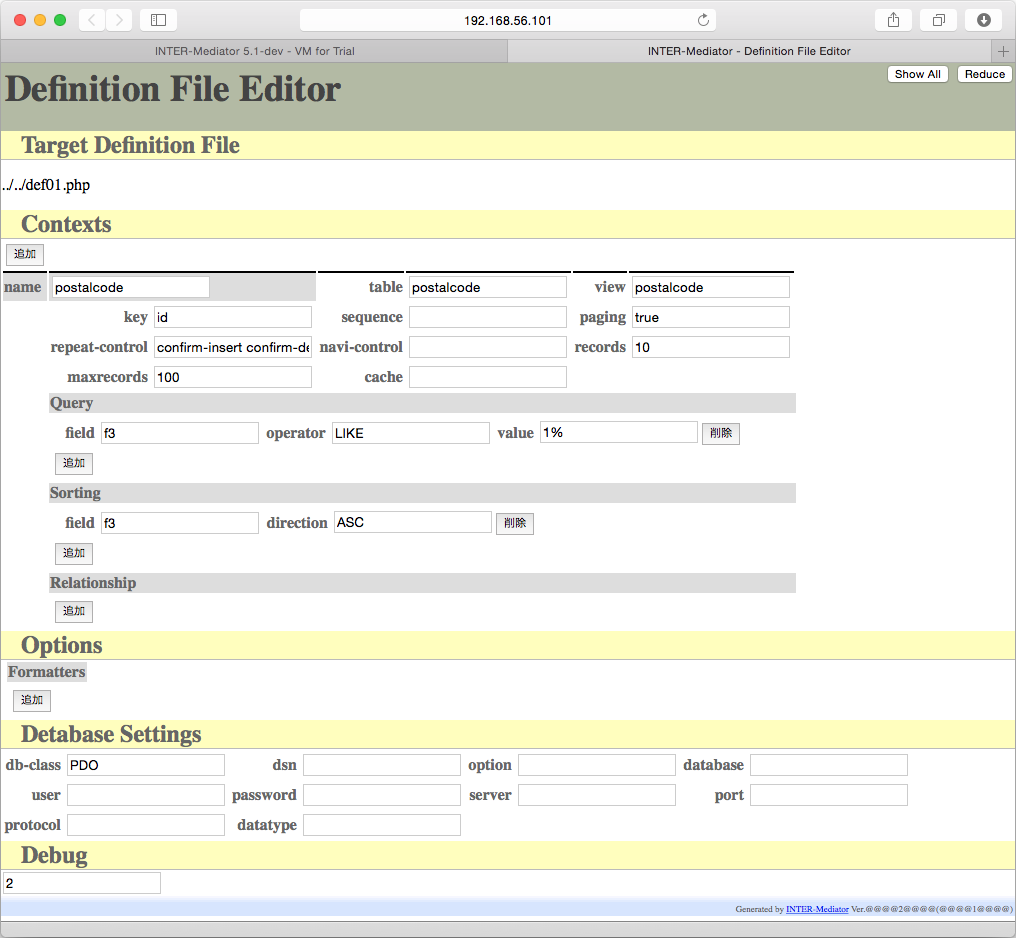 192.168.56.101
INTER-Mediator 5.1-dev - VM for Trial
INTER-Mediator - Definition File Editor
Definition File Editor
Show All
Reduce
Target Definition File
../../def01.php
Contexts
追加
name postalcode table postalcode view postalcode
key id sequence paging true
repeat-control confirm-insert confirm-de navi-control records 10
maxrecords 100 cache
Query
field f3 operator LIKE value 1% 削除
追加
Sorting
field f3 direction ASC 削除
追加
Relationship
追加
Options
Formatters
追加
Detabase Settings
db-class PDO dsn option database
user password server port
protocol datatype
Debug
2
Generated by INTER-Mediator Ver.@@@@2@@@@(@@@@1@@@@)